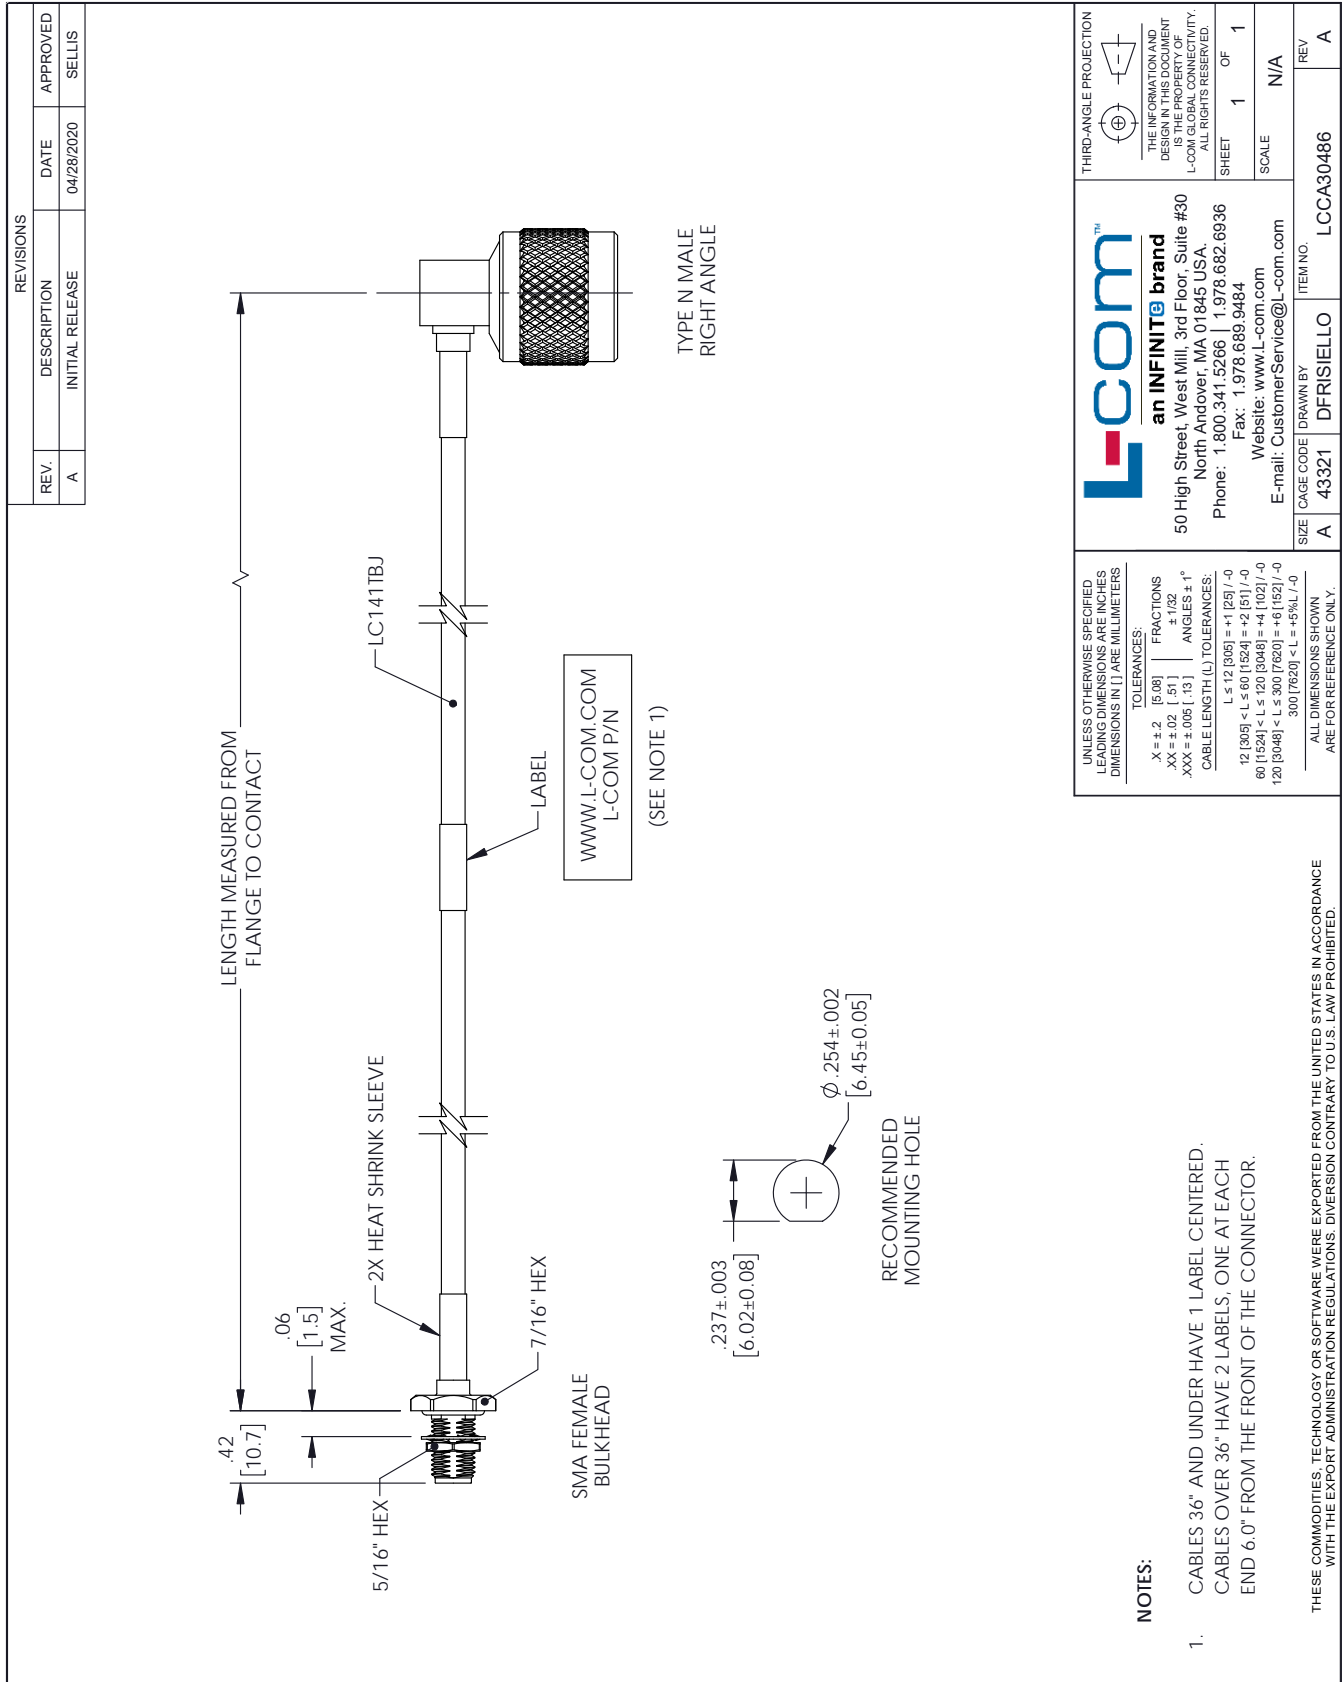 REVISIONS
REV. DESCRIPTION DATE APPROVED
A INITIAL RELEASE 04/28/2020 SELLIS
LENGTH MEASURED FROM
FLANGE TO CONTACT
.42
[10.7]
.06
[1.5]
MAX.
5/16" HEX
2X HEAT SHRINK SLEEVE
LC141TBJ
7/16" HEX
LABEL
SMA FEMALE
BULKHEAD
WWW.L-COM.COM
L-COM P/N
(SEE NOTE 1)
TYPE N MALE
RIGHT ANGLE
.237±.003
[6.02±0.08]
Ø.254±.002
[6.45±0.05]
RECOMMENDED
MOUNTING HOLE
NOTES:
1. CABLES 36" AND UNDER HAVE 1 LABEL CENTERED.
CABLES OVER 36" HAVE 2 LABELS, ONE AT EACH
END 6.0" FROM THE FRONT OF THE CONNECTOR.
THESE COMMODITIES, TECHNOLOGY OR SOFTWARE WERE EXPORTED FROM THE UNITED STATES IN ACCORDANCE
WITH THE EXPORT ADMINISTRATION REGULATIONS. DIVERSION CONTRARY TO U.S. LAW PROHIBITED.
UNLESS OTHERWISE SPECIFIED
LEADING DIMENSIONS ARE INCHES
DIMENSIONS IN [ ] ARE MILLIMETERS
TOLERANCES:
.X = ± .2 [5.08] FRACTIONS
.XX = ± .02 [ .51 ] ± 1/32
.XXX = ± .005 [ .13 ] ANGLES ± 1°
CABLE LENGTH (L) TOLERANCES:
L ≤ 12 [305] = +1 [25] / -0
12 [305] < L ≤ 60 [1524] = +2 [51] / -0
60 [1524] < L ≤ 120 [3048] = +4 [102] / -0
120 [3048] < L ≤ 300 [7620] = +6 [152] / -0
300 [7620] < L = +5%L / -0
ALL DIMENSIONS SHOWN
ARE FOR REFERENCE ONLY.
L-com™
an INFINITe brand
50 High Street, West Mill, 3rd Floor, Suite #30
North Andover, MA 01845 USA.
Phone: 1.800.341.5266 | 1.978.682.6936
Fax: 1.978.689.9484
Website: www.L-com.com
E-mail: CustomerService@L-com.com
THIRD-ANGLE PROJECTION
THE INFORMATION AND
DESIGN IN THIS DOCUMENT
IS THE PROPERTY OF
L-COM GLOBAL CONNECTIVITY.
ALL RIGHTS RESERVED.
SHEET 1 OF 1
SCALE N/A
SIZE A
CAGE CODE 43321
DRAWN BY DFRISIELLO
ITEM NO. LCCA30486
REV A